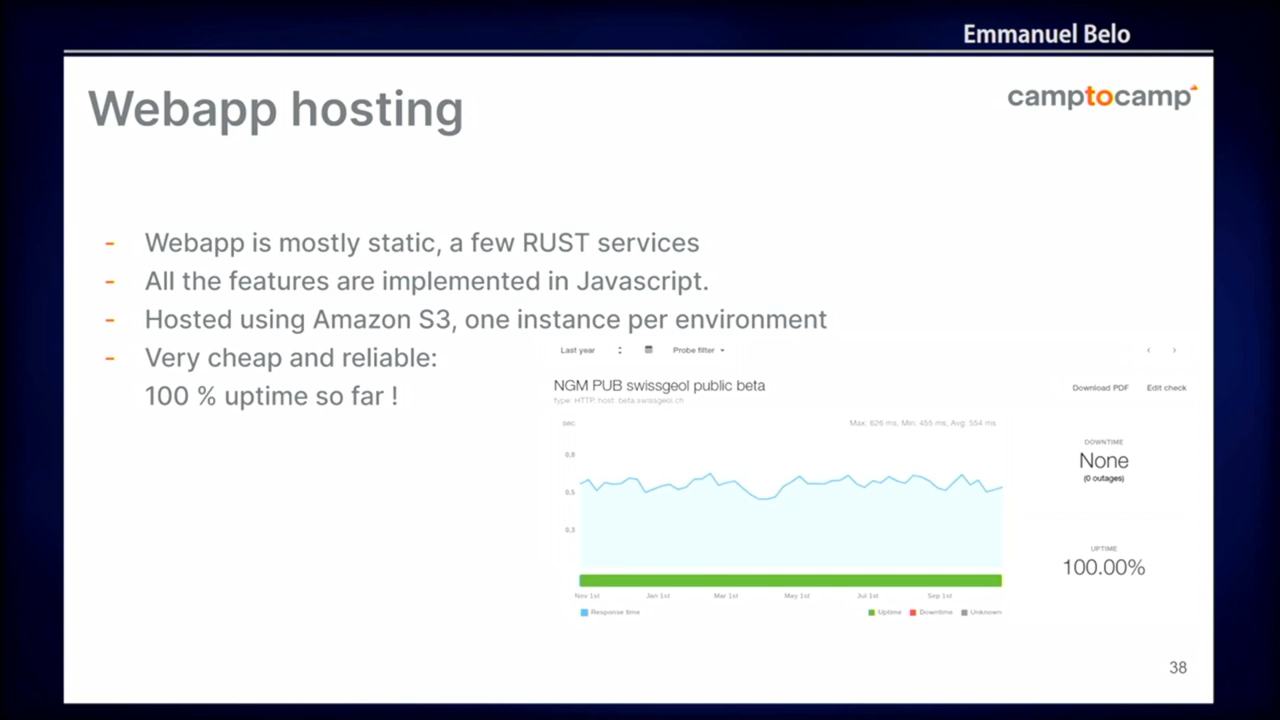 Emmanuel Belo
Webapp hosting
camptocamp
- Webapp is mostly static, a few RUST services
- All the features are implemented in Javascript.
- Hosted using Amazon S3, one instance per environment
- Very cheap and reliable:
100 % uptime so far !
Last year
Probe filter
NGM PUB swissgeol public beta
Download PDF Edit check
type: HTTP, host: beta.swissgeol.ch
sec
Max: 626 ms, Min: 455 ms, Avg: 554 ms
0,8
0,5
0,3
DOWNTIME
None
(0 outages)
UPTIME
100.00%
Nov 1st Jan 1st Mar 1st May 1st Jul 1st Sep 1st
Response time Uptime Downtime Unknown
38